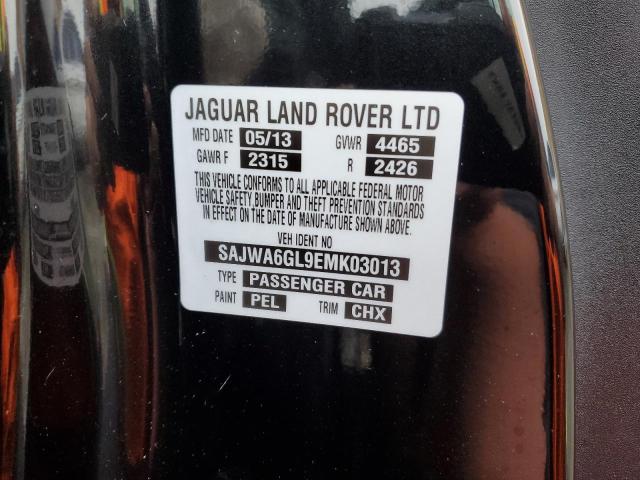 JAGUAR LAND ROVER LTD
MFD DATE 05/13 GVWR 4465
GAWR F 2315 R 2426
THIS VEHICLE CONFORMS TO ALL APPLICABLE FEDERAL MOTOR
VEHICLE SAFETY,BUMPER AND THEFT PREVENTION STANDARDS
IN EFFECT ON THE DATE OF MANUFACTURE SHOWN ABOVE.
VEH IDENT NO SAJWA6GL9EMK03013
TYPE PASSENGER CAR
PAINT PEL TRIM CHX